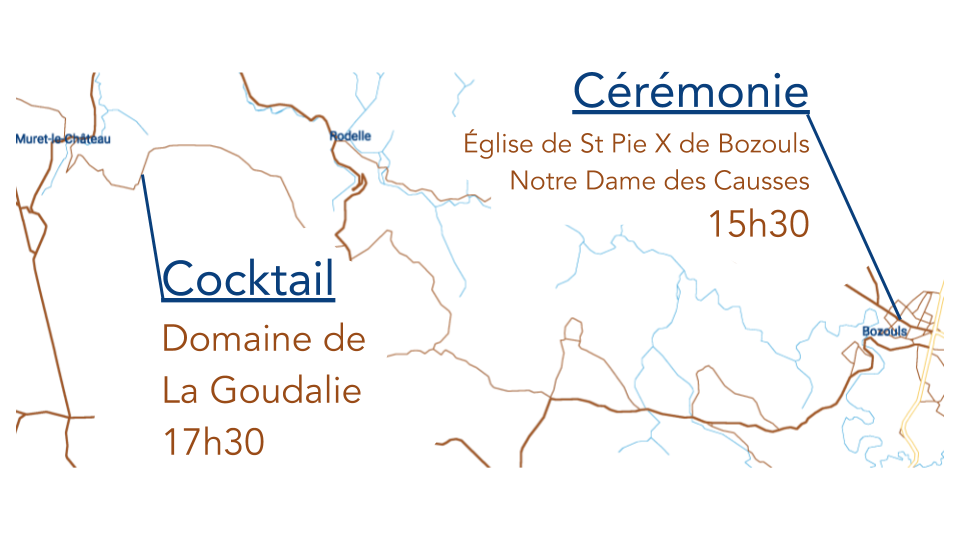 Cérémonie
Église de St Pie X de Bozouls
Notre Dame des Causses
15h30
Muret-le-Château
Rodelle
Cocktail
Domaine de
La Goudalie
17h30
Bozouls